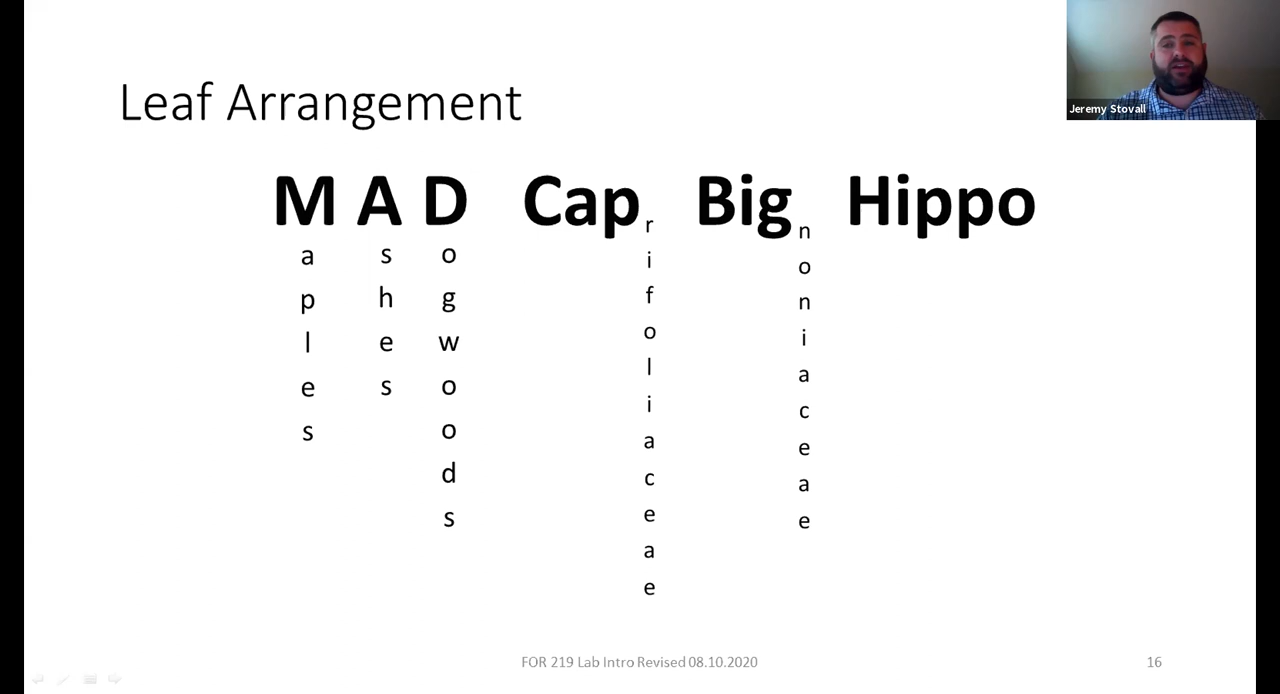 Jeremy Stovall
Leaf Arrangement
MAD Cap Big Hippo
aples
shes
ogwoods
rifoliaceae
noniaceae
FOR 219 Lab Intro Revised 08.10.2020
16